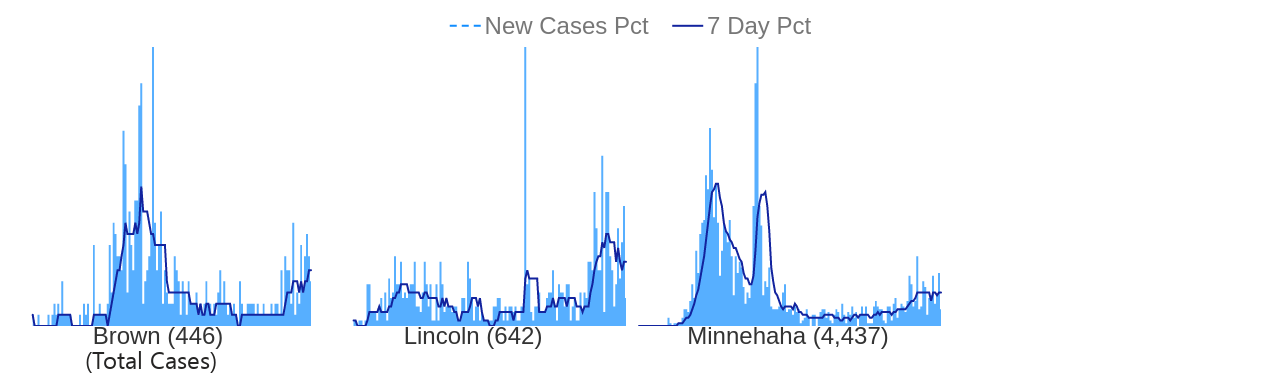 New Cases Pct 7 Day Pct
Brown (446) Lincoln (642) Minnehaha (4,437)
(Total Cases)